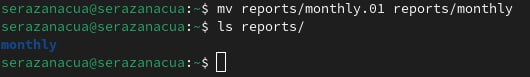 serazanacua@serazanacua:~$ mv reports/monthly.01 reports/monthly
serazanacua@serazanacua:~$ ls reports/
monthly
serazanacua@serazanacua:~$